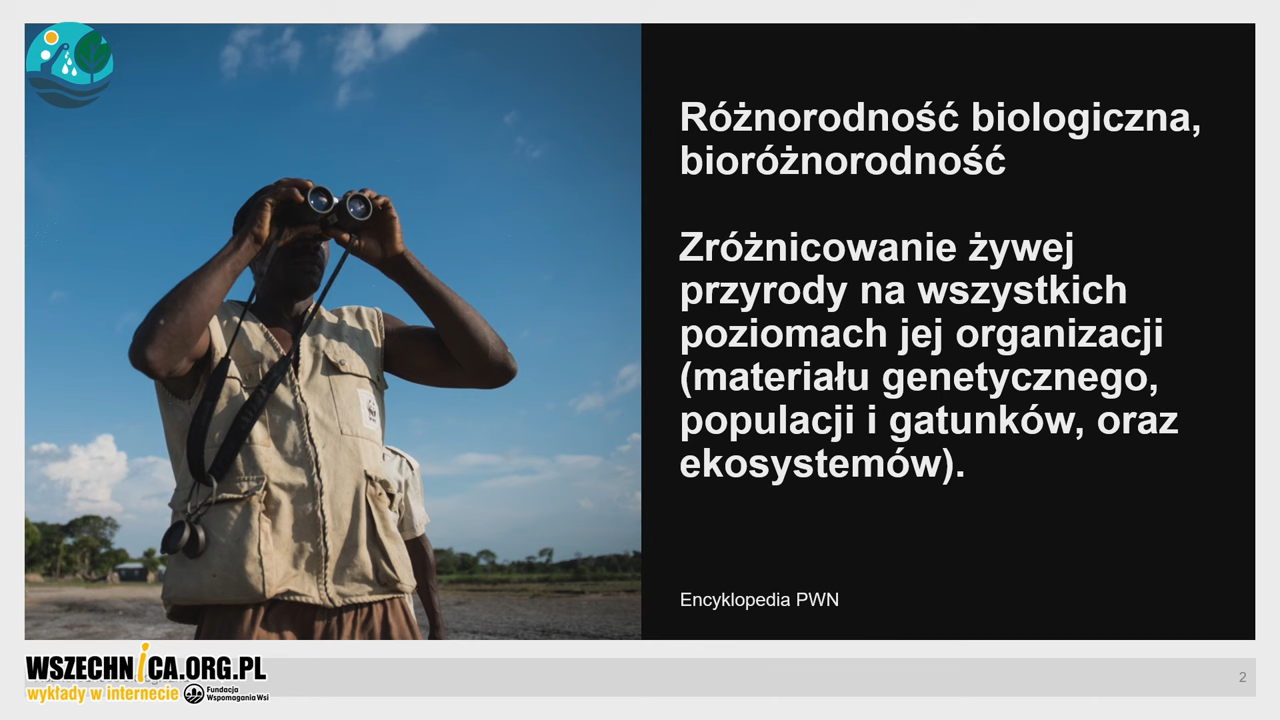 Różnorodność biologiczna,
bioróżnorodność
Zróżnicowanie żywej
przyrody na wszystkich
poziomach jej organizacji
(materiału genetycznego,
populacji i gatunków, oraz
ekosystemów).
Encyklopedia PWN
WSZECHNiCA.ORG.PL
wykłady w internecie
Fundacja
Wspomagania Wsi
2